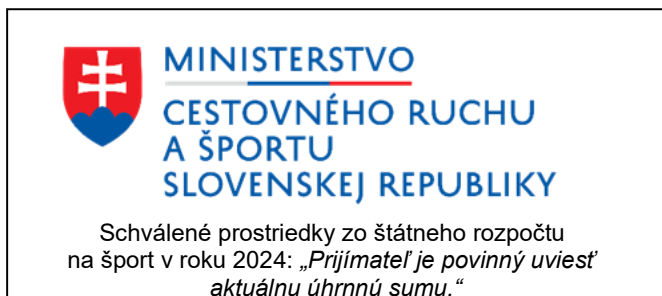 MINISTERSTVO
CESTOVNÉHO RUCHU
A ŠPORTU
SLOVENSKEJ REPUBLIKY
Schválené prostriedky zo štátneho rozpočtu
na šport v roku 2024: „Prijímateľ je povinný uviesť
aktuálnu úhrnnú sumu.“